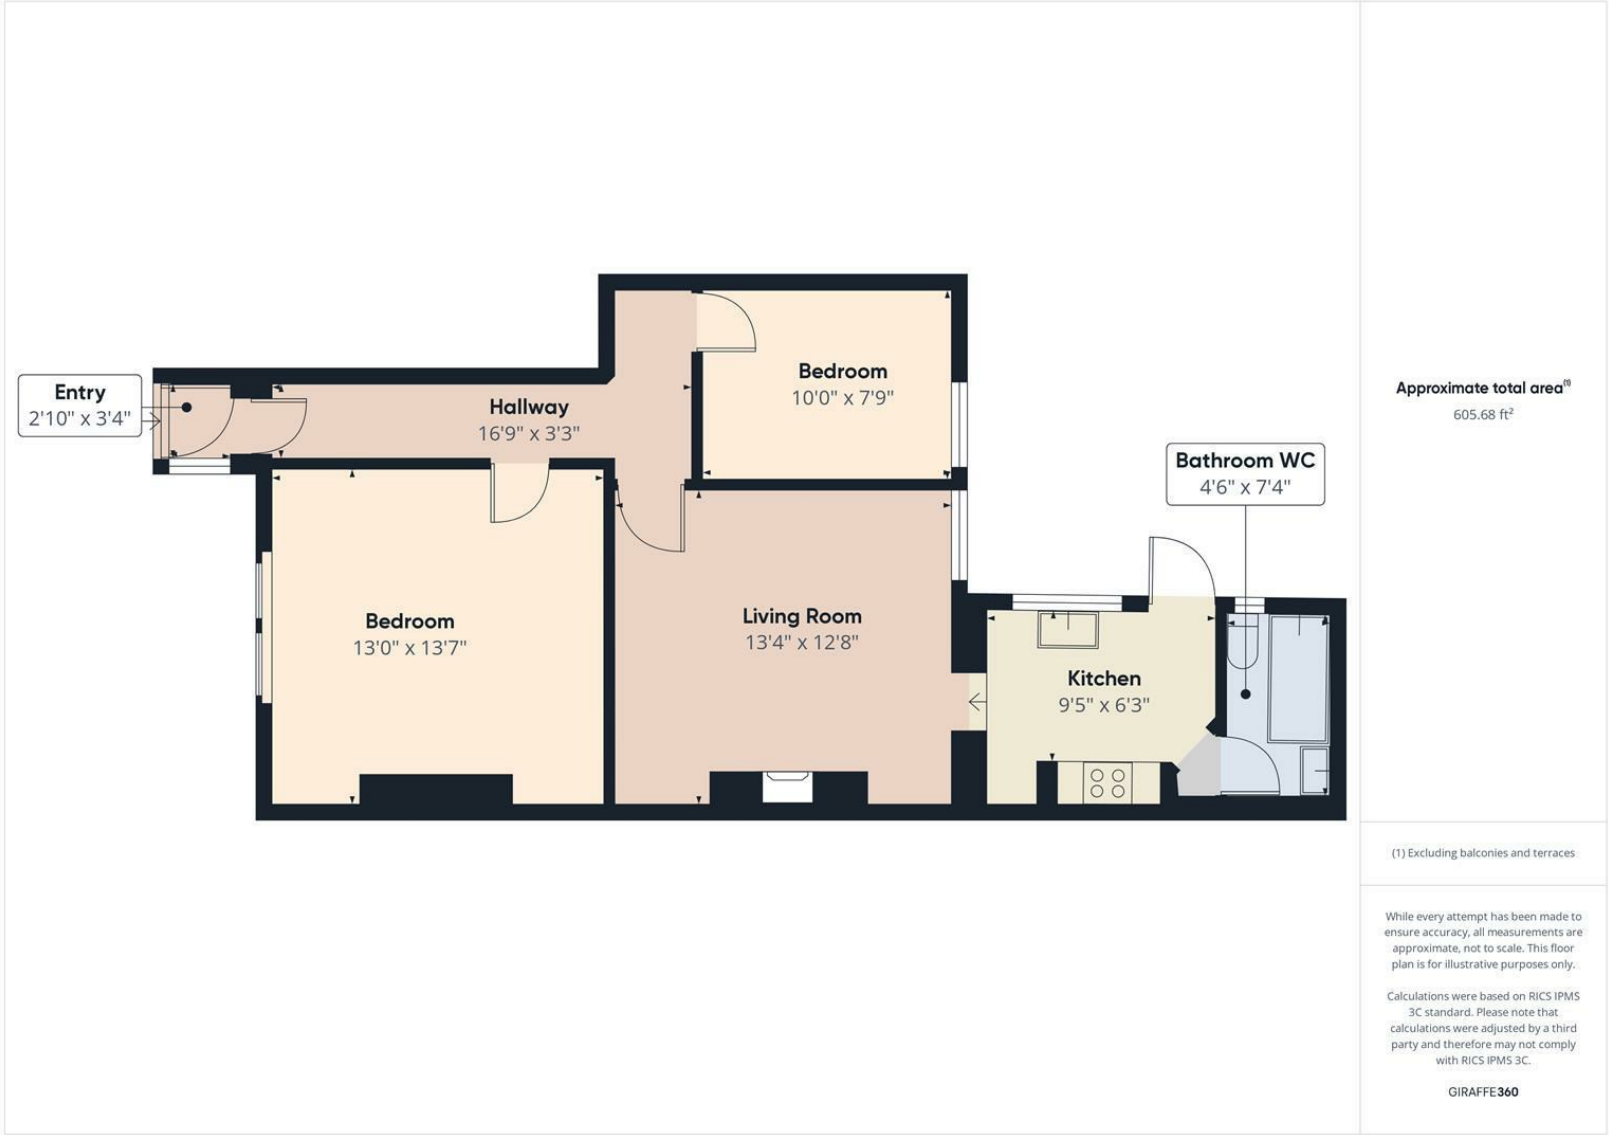 Entry
2'10" x 3'4"
Hallway
16'9" x 3'3"
Bedroom
10'0" x 7'9"
Bedroom
13'0" x 13'7"
Living Room
13'4" x 12'8"
Kitchen
9'5" x 6'3"
Bathroom WC
4'6" x 7'4"
Approximate total area(1)
605.68 ft²
(1) Excluding balconies and terraces
While every attempt has been made to
ensure accuracy, all measurements are
approximate, not to scale. This floor
plan is for illustrative purposes only.
Calculations were based on RICS IPMS
3C standard. Please note that
calculations were adjusted by a third
party and therefore may not comply
with RICS IPMS 3C.
GIRAFFE360